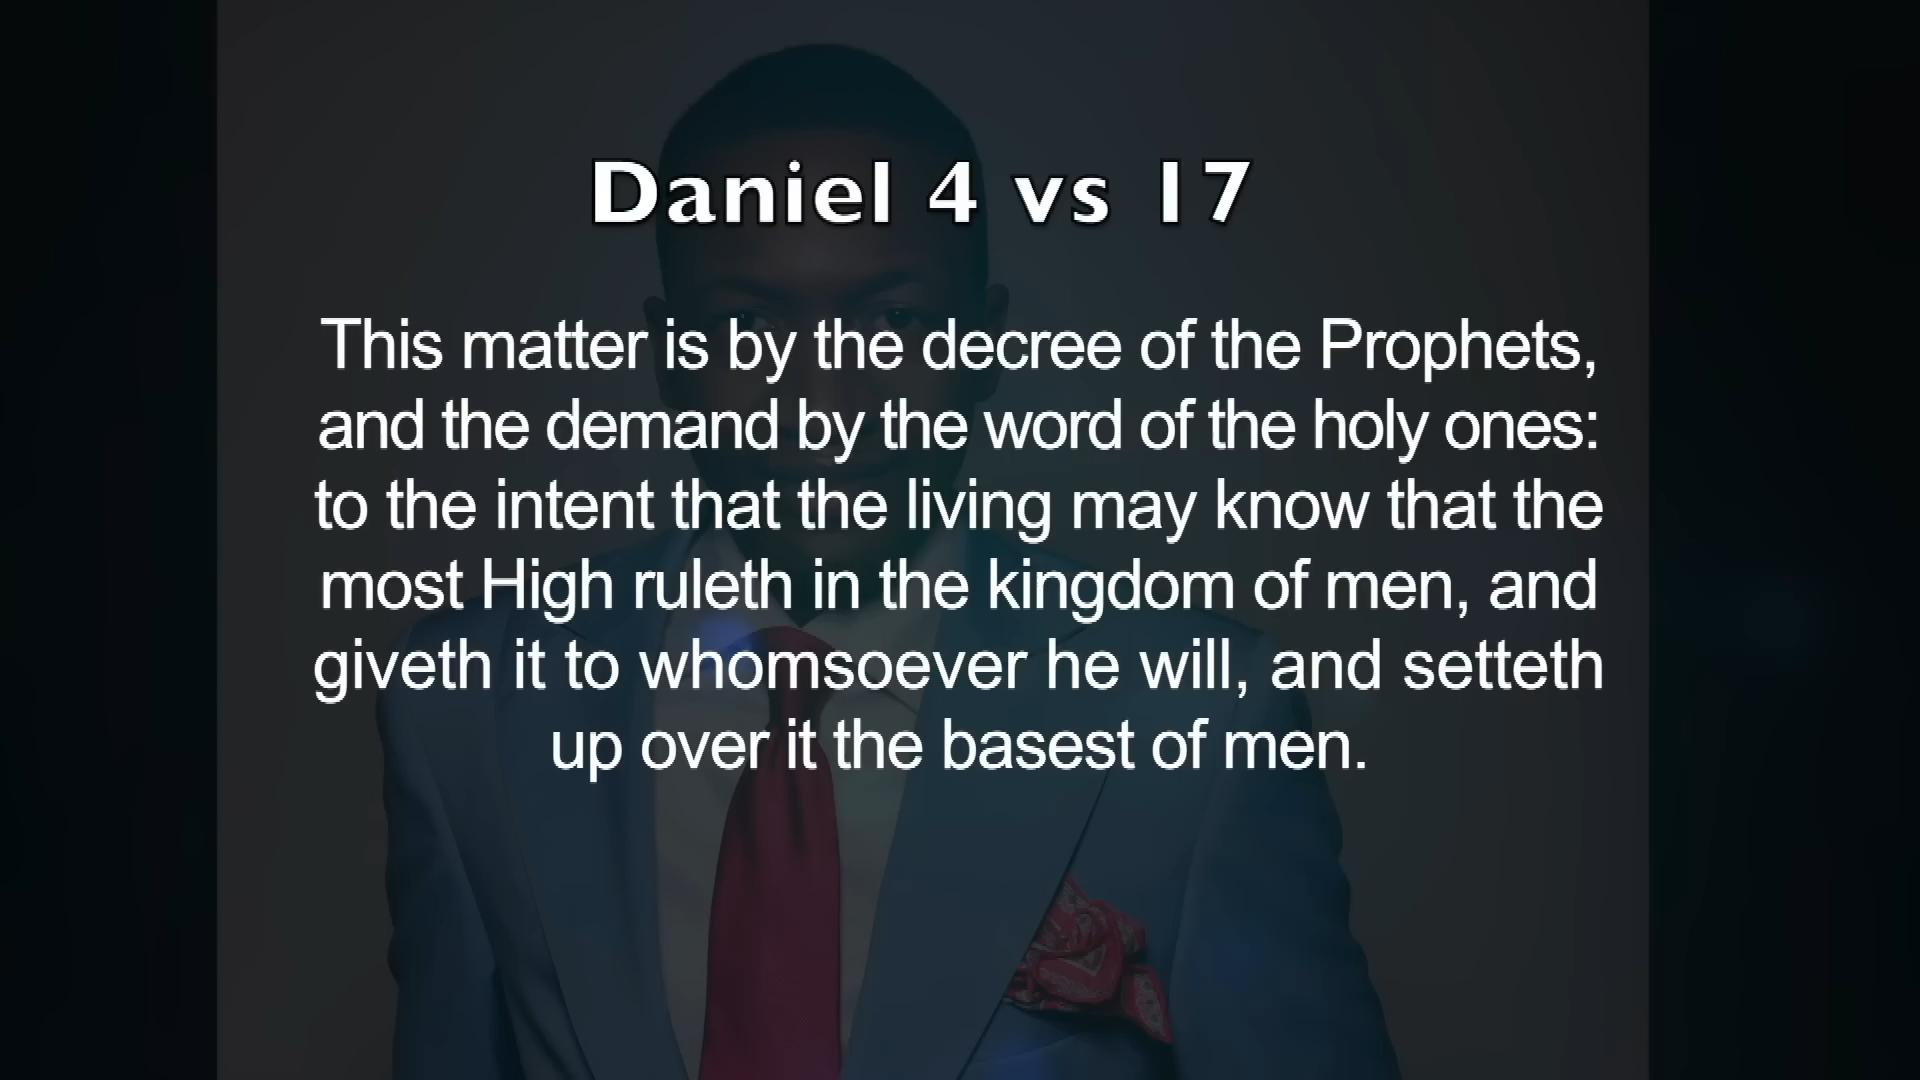 Daniel 4 vs 17
This matter is by the decree of the Prophets,
and the demand by the word of the holy ones:
to the intent that the living may know that the
most High ruleth in the kingdom of men, and
giveth it to whomsoever he will, and setteth
up over it the basest of men.